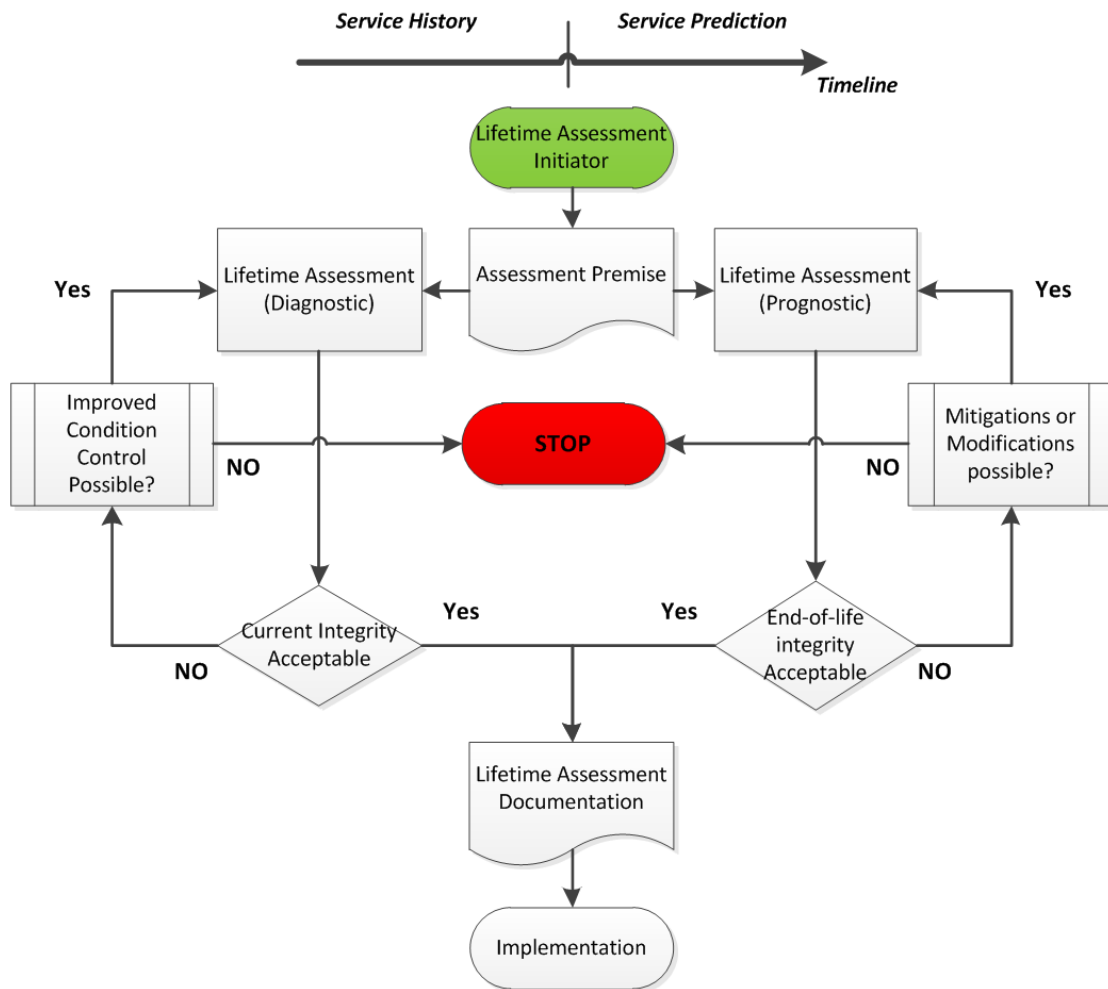 Service History
Service Prediction
Timeline
Lifetime Assessment
Initiator
Lifetime Assessment
(Diagnostic)
Assessment Premise
Lifetime Assessment
(Prognostic)
Yes
Yes
Improved
Condition
Control
Possible?
NO
STOP
NO
Mitigations or
Modifications
possible?
Current Integrity
Acceptable
NO
Yes
Yes
End-of-life
integrity
Acceptable
NO
Lifetime Assessment
Documentation
Implementation